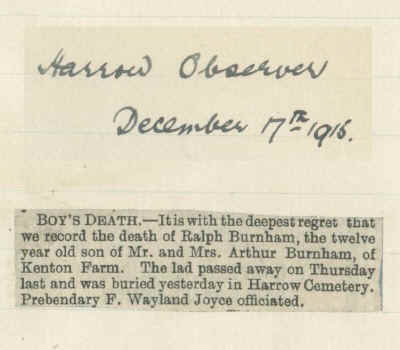 Harrow Observer
December 17th 1915.
BOY'S DEATH.—It is with the deepest regret that
we record the death of Ralph Burnham, the twelve
year old son of Mr. and Mrs. Arthur Burnham, of
Kenton Farm. The lad passed away on Thursday
last and was buried yesterday in Harrow Cemetery.
Prebendary F. Wayland Joyce officiated.